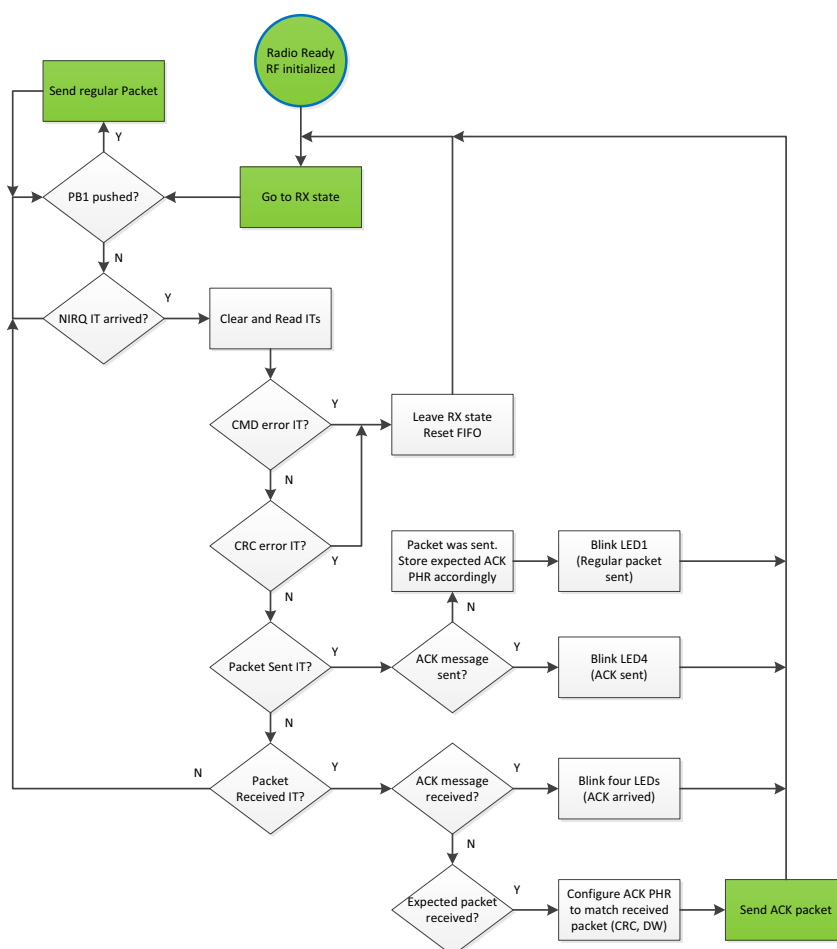 Radio Ready
RF initialized
Send regular Packet
Y
PB1 pushed?
Go to RX state
N
NIRQ IT arrived?
Y
Clear and Read ITs
CMD error IT?
Y
Leave RX state
Reset FIFO
N
CRC error IT?
Y
N
Packet was sent.
Store expected ACK
PHR accordingly
Blink LED1
(Regular packet
sent)
N
Packet Sent IT?
Y
ACK message
sent?
Y
Blink LED4
(ACK sent)
N
N
Packet
Received IT?
Y
ACK message
received?
Y
Blink four LEDs
(ACK arrived)
N
Expected packet
received?
Y
Configure ACK PHR
to match received
packet (CRC, DW)
Send ACK packet